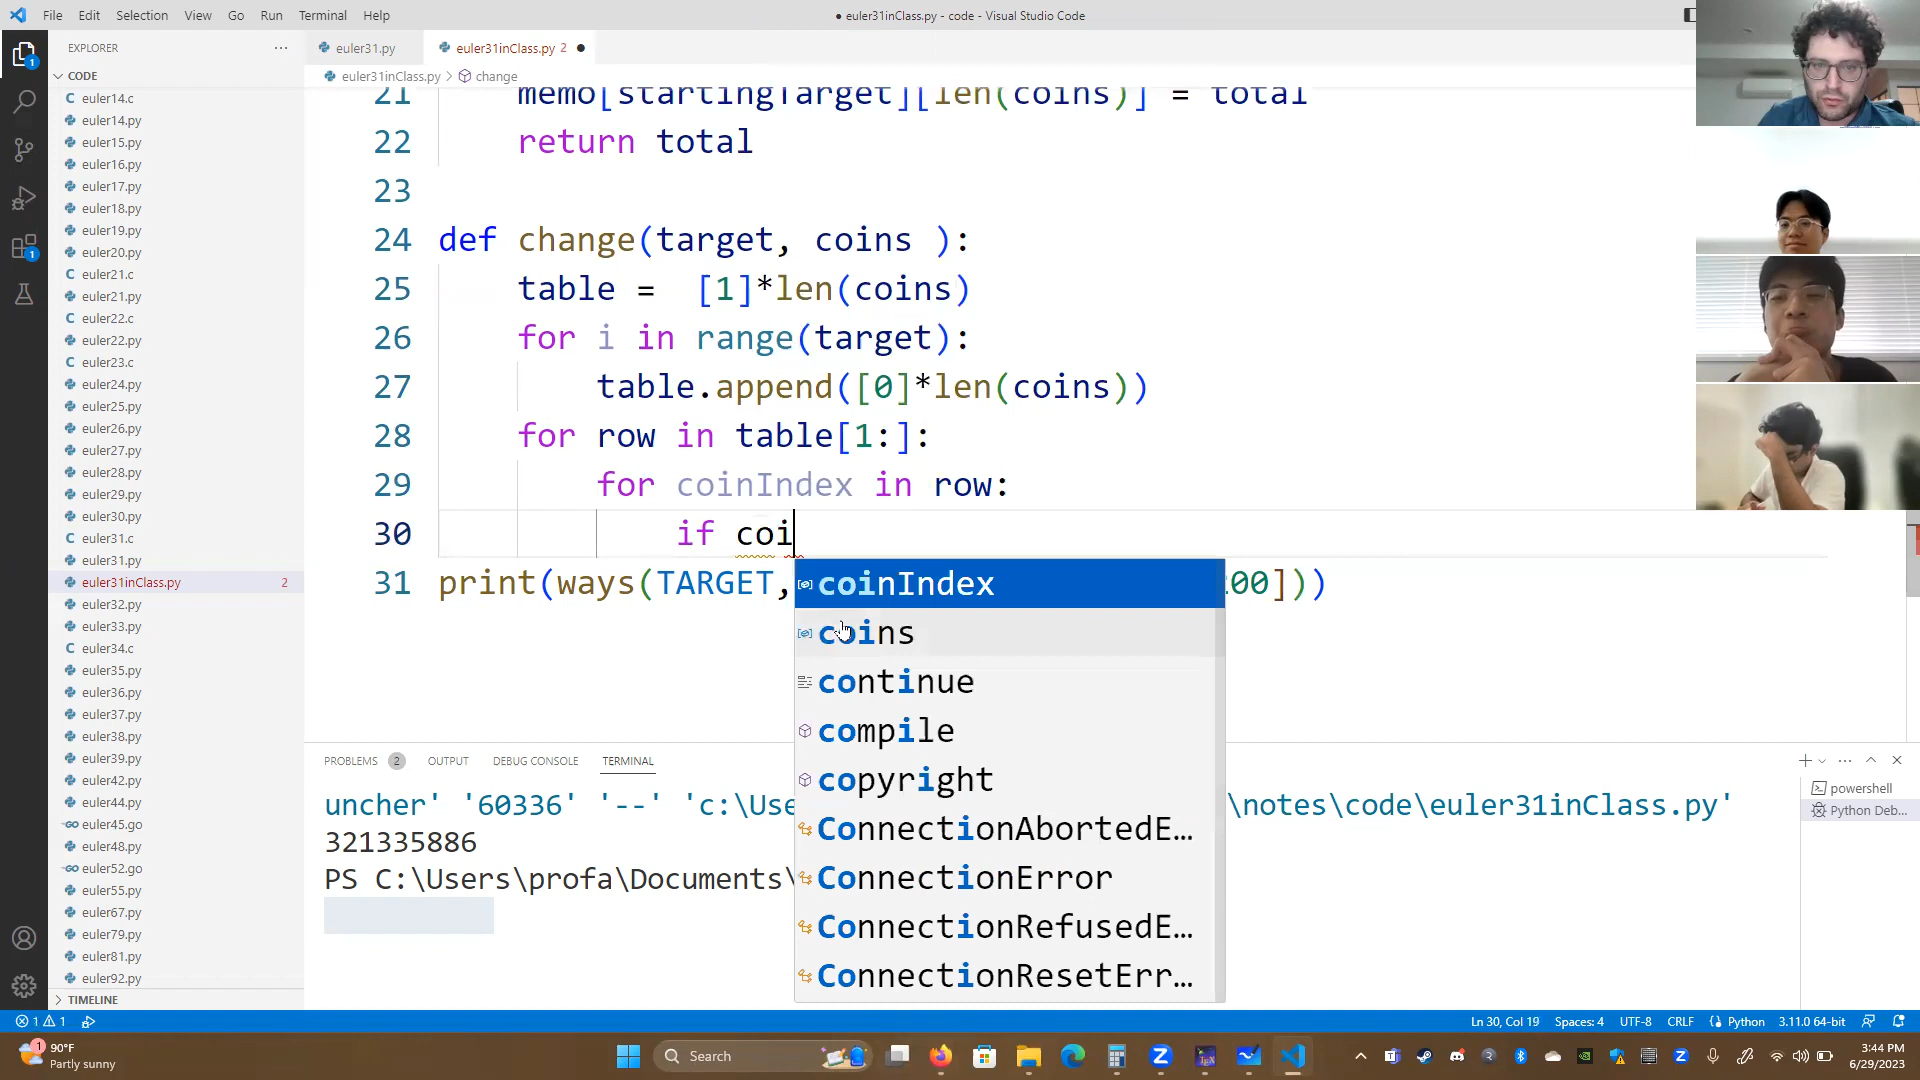 File Edit Selection View Go Run Terminal Help
● euler31inClass.py - code - Visual Studio Code
EXPLORER ···
CODE
euler14.c
euler14.py
euler15.py
euler16.py
euler17.py
euler18.py
euler19.py
euler20.py
euler21.c
euler21.py
euler22.c
euler22.py
euler23.c
euler24.py
euler25.py
euler26.py
euler27.py
euler28.py
euler29.py
euler30.py
euler31.c
euler31.py
euler31inClass.py 2
euler32.py
euler33.py
euler34.c
euler35.py
euler36.py
euler37.py
euler38.py
euler39.py
euler42.py
euler44.py
euler45.go
euler48.py
euler52.go
euler55.py
euler67.py
euler79.py
euler81.py
euler92.py
TIMELINE
euler31.py euler31inClass.py 2 ●
euler31inClass.py > change
21 memo[startingTarget][len(coins)] = total
22 return total
23
24 def change(target, coins ):
25 table = [1]*len(coins)
26 for i in range(target):
27 table.append([0]*len(coins))
28 for row in table[1:]:
29 for coinIndex in row:
30 if coi
31 print(ways(TARGET, 200]))
coinIndex
coins
continue
compile
copyright
ConnectionAbortedE…
ConnectionError
ConnectionRefusedE…
ConnectionResetErr…
PROBLEMS 2 OUTPUT DEBUG CONSOLE TERMINAL
uncher' '60336' '--' 'c:\Use \notes\code\euler31inClass.py'
321335886
PS C:\Users\profa\Documents\
powershell
Python Deb...
1 1
Ln 30, Col 19 Spaces: 4 UTF-8 CRLF Python 3.11.0 64-bit
90°F
Partly sunny
Search
3:44 PM
6/29/2023